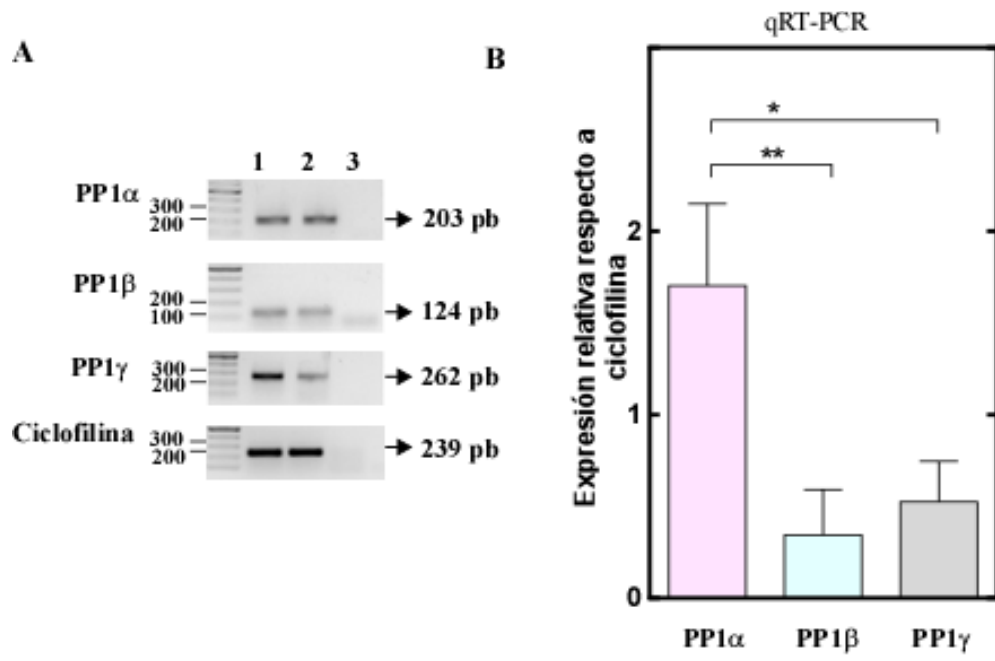 A
1 2 3
PP1α
300
200
203 pb
PP1β
200
100
124 pb
PP1γ
300
200
262 pb
Ciclofilina
300
200
239 pb
B
qRT-PCR
Expresión relativa respecto a
ciclofilina
*
**
2
1
0
PP1α PP1β PP1γ